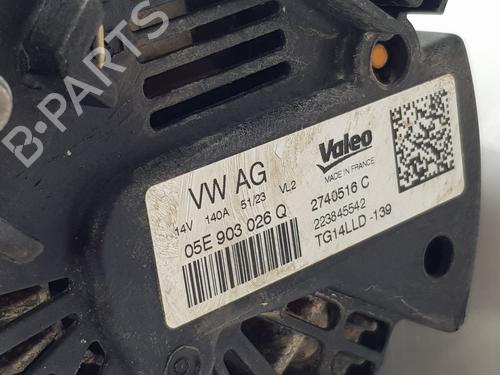 B-PARTS
VW AG
14V 140A 51/23 VL2
05E 903 026 Q
Valeo
MADE IN FRANCE
2740516 C
223845542
TG14LLD -139